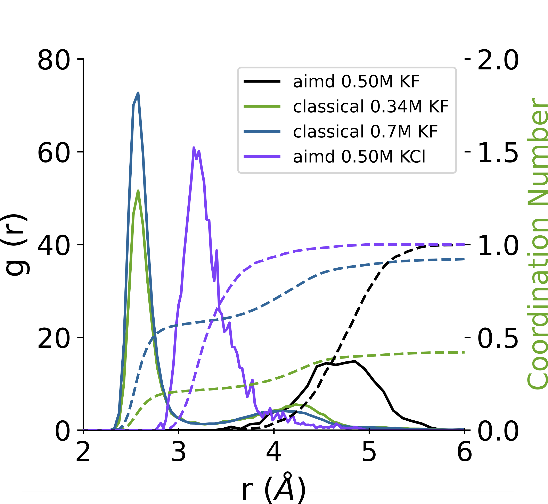 80
60
40
20
0
g (r)
2
3
4
5
6
r (Å)
2.0
1.5
1.0
0.5
0.0
Coordination Number
aimd 0.50M KF
classical 0.34M KF
classical 0.7M KF
aimd 0.50M KCl